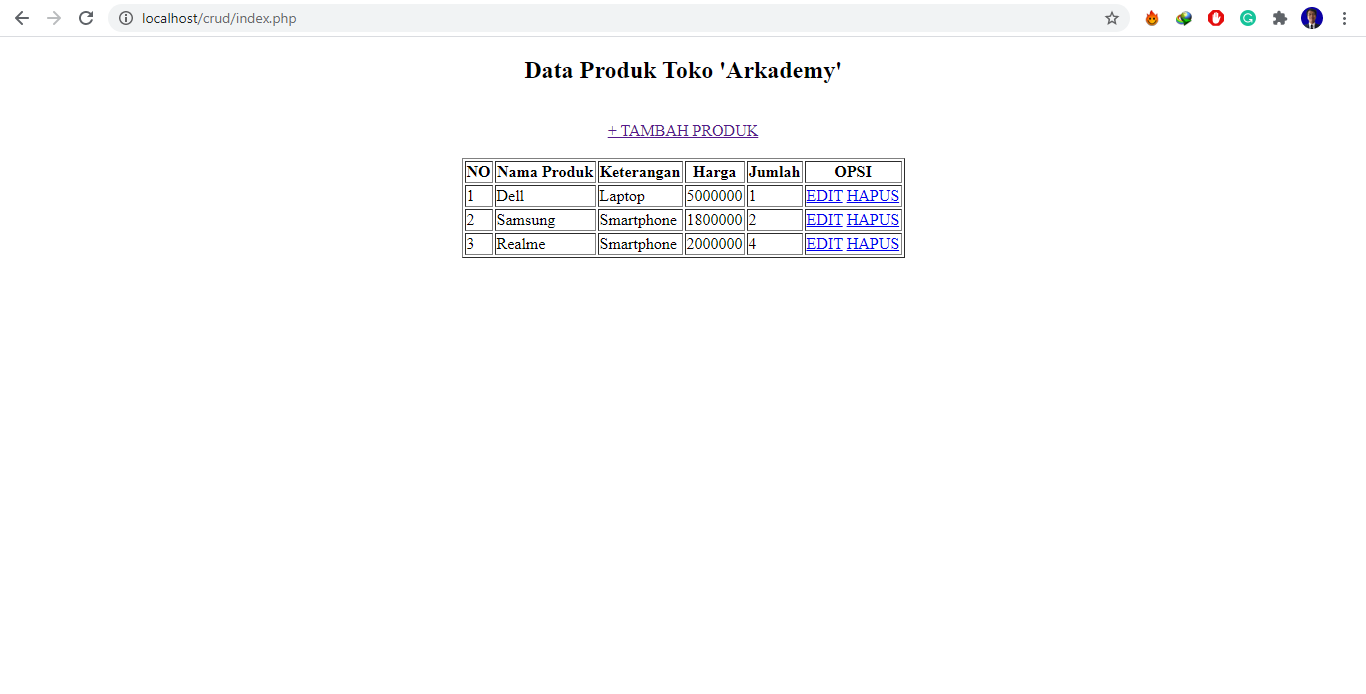 localhost/crud/index.php
Data Produk Toko 'Arkademy'
+ TAMBAH PRODUK
NO Nama Produk Keterangan Harga Jumlah OPSI
1 Dell Laptop 5000000 1 EDIT HAPUS
2 Samsung Smartphone 1800000 2 EDIT HAPUS
3 Realme Smartphone 2000000 4 EDIT HAPUS